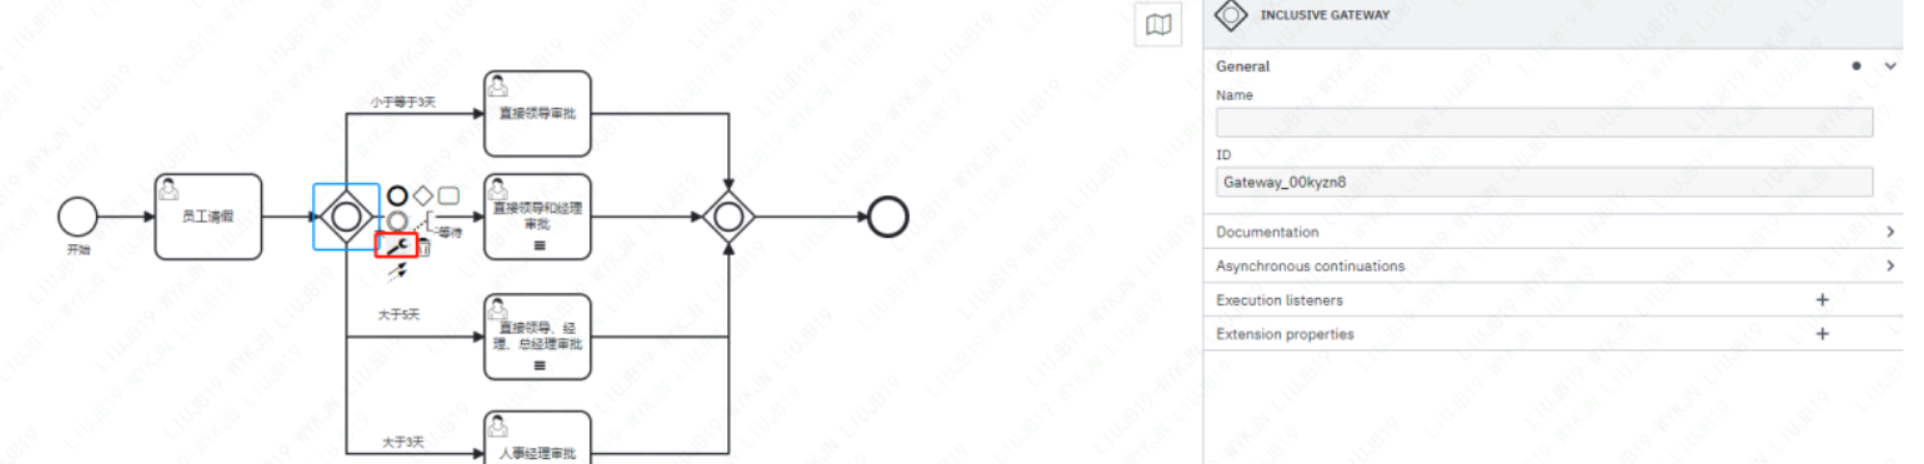 INCLUSIVE GATEWAY
General
Name
ID
Gateway_00kyzn8
Documentation
Asynchronous continuations
Execution listeners
Extension properties
小于等于3天
直接领导审批
开始
员工请假
等待
直接领导和经理
审批
大于5天
直接领导、经
理、总经理审批
大于3天
人事经理审批
LIUJB19-WYKJN LIUJB19